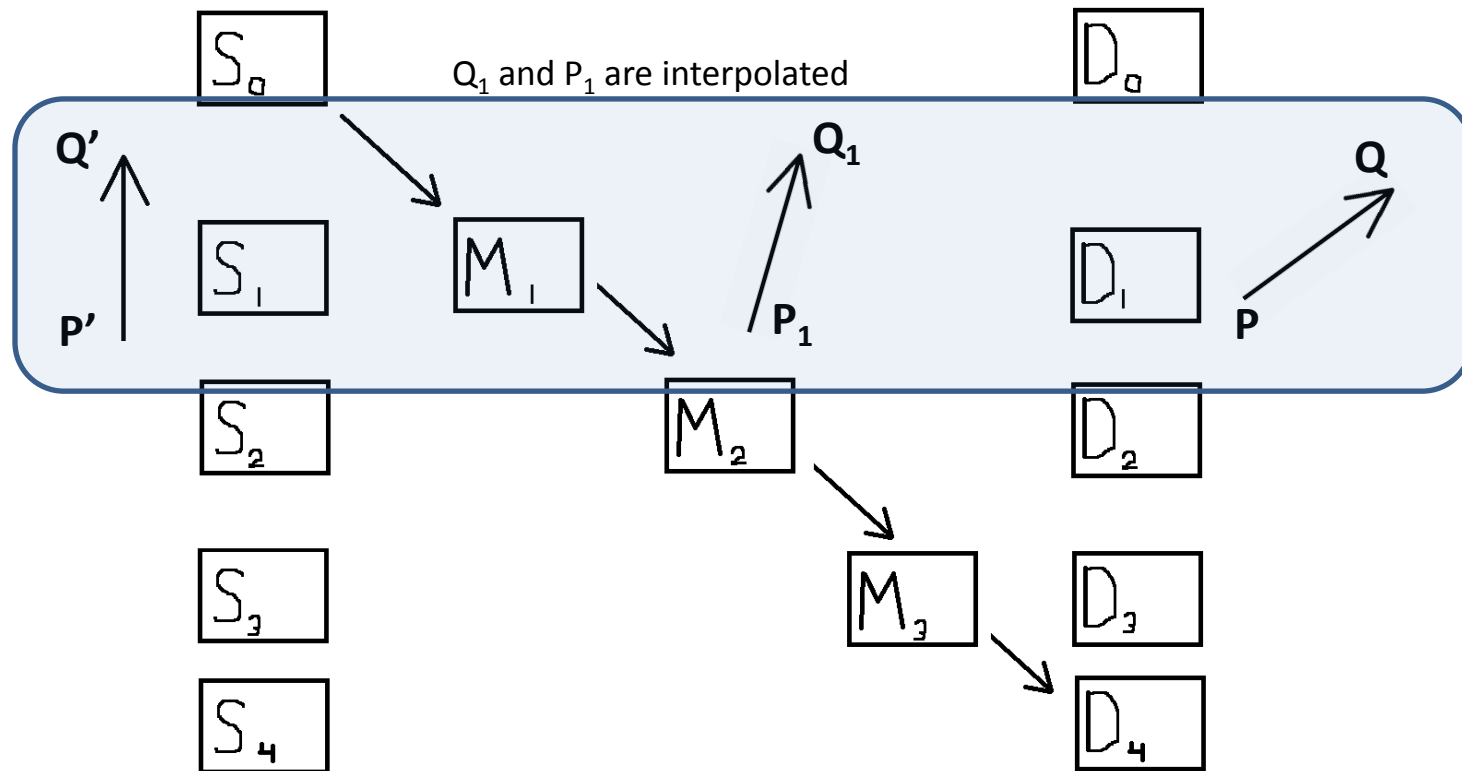 S₀
D₀
Q₁ and P₁ are interpolated
Q’
Q₁
Q
S₁
M₁
D₁
P’
P₁
P
S₂
M₂
D₂
S₃
M₃
D₃
S₄
D₄